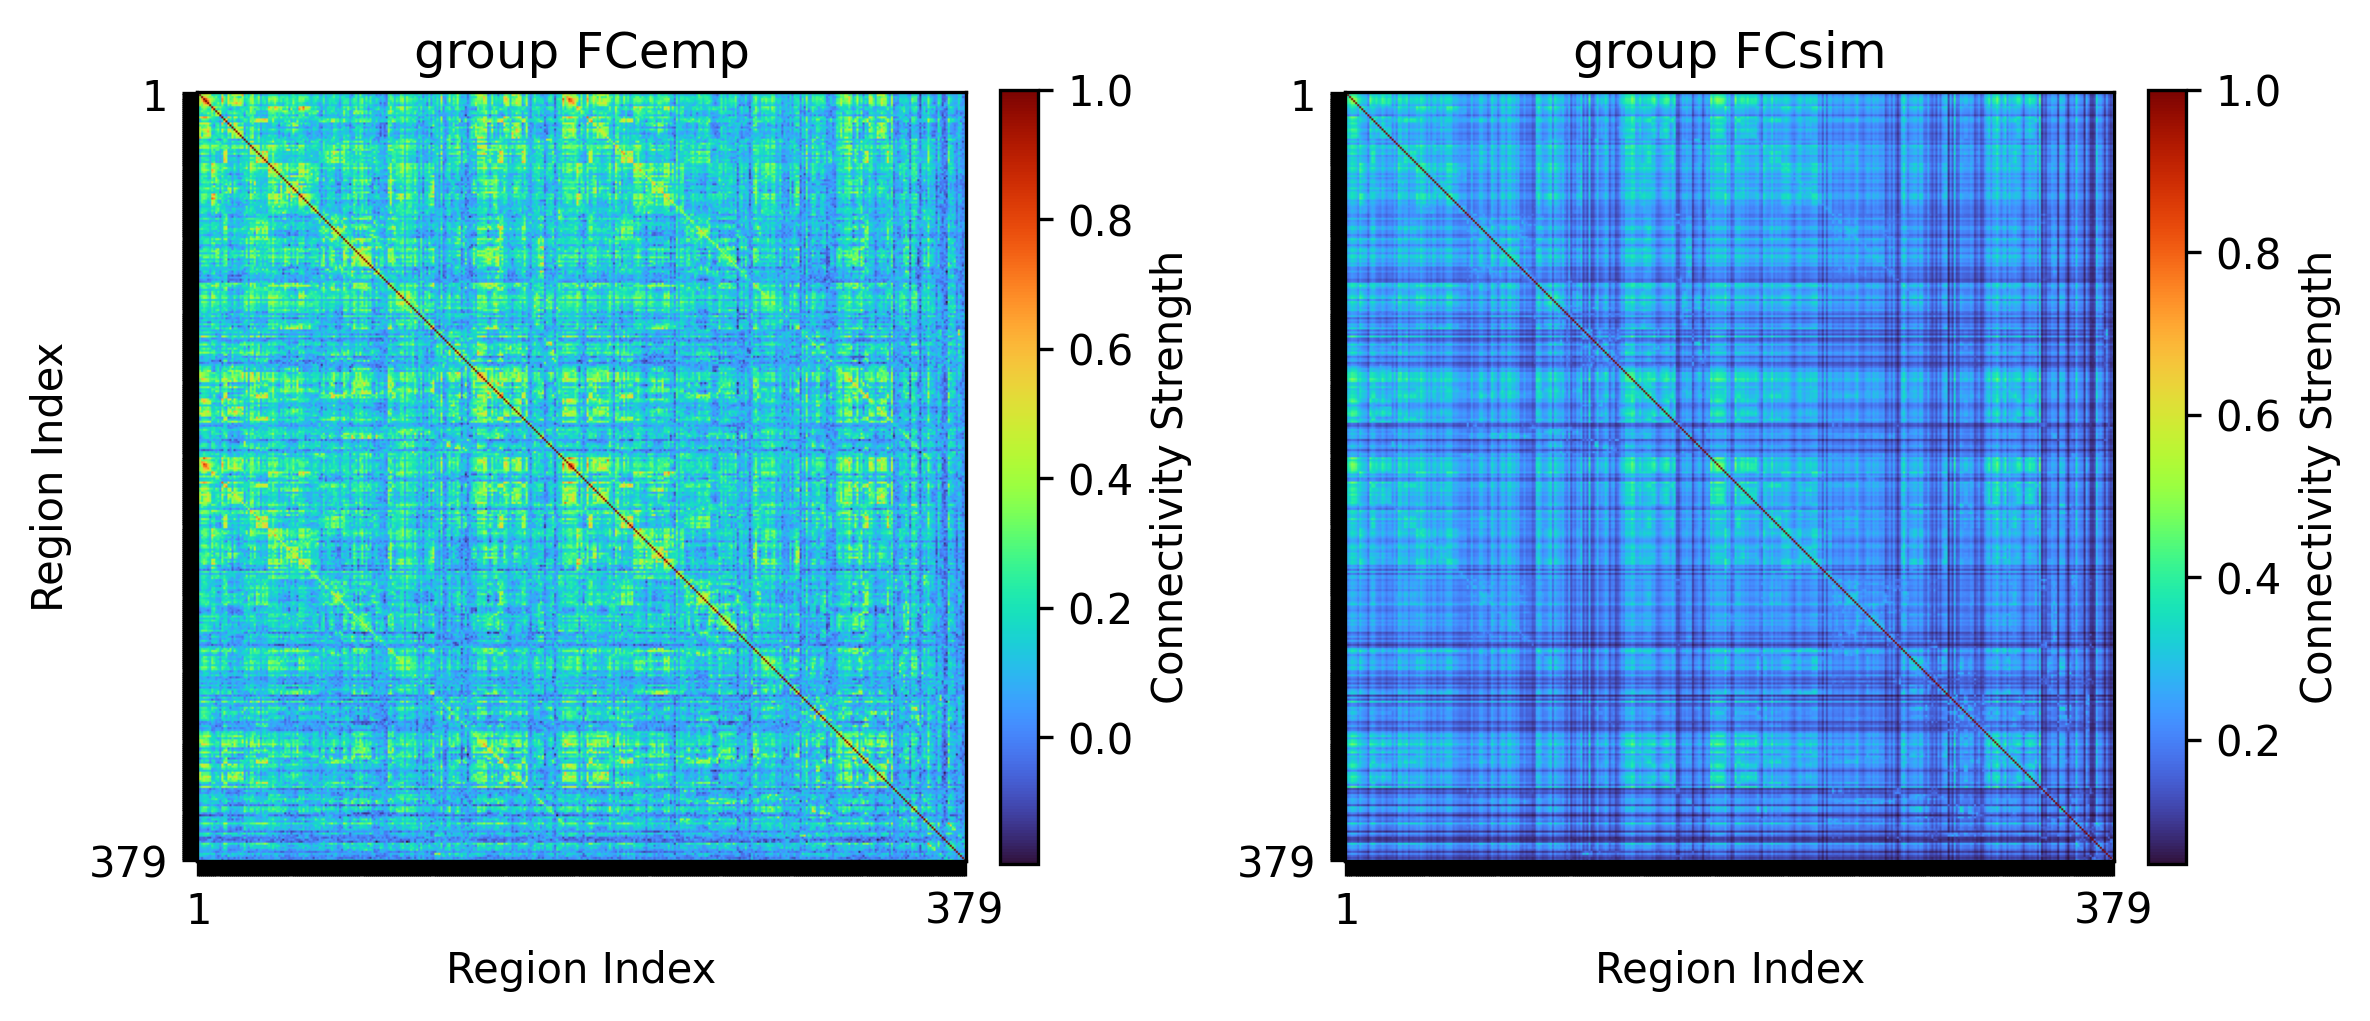 group FCemp
1
379
1
379
Region Index
Region Index
1.0
0.8
0.6
0.4
0.2
0.0
Connectivity Strength
group FCsim
1
379
1
379
Region Index
1.0
0.8
0.6
0.4
0.2
Connectivity Strength